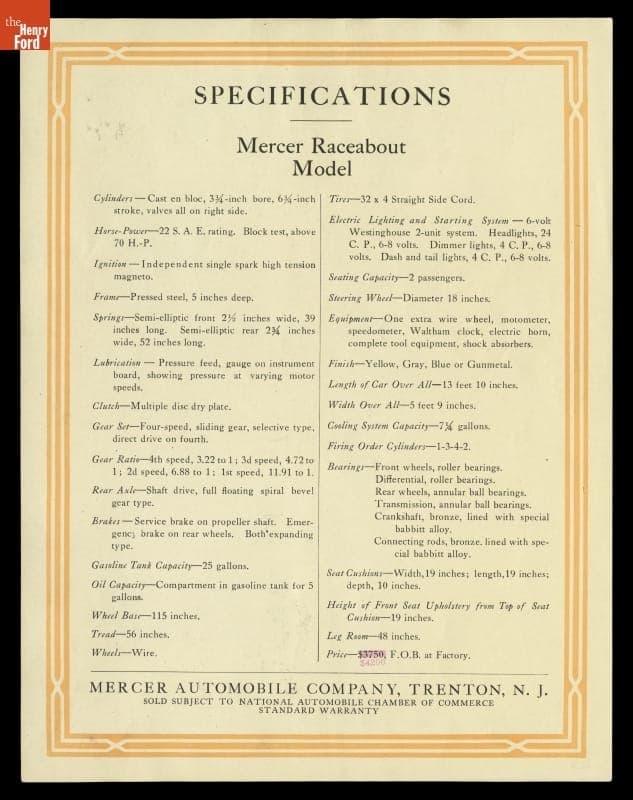 the
Henry
Ford
SPECIFICATIONS
Mercer Raceabout
Model
Cylinders — Cast en bloc, 3¾-inch bore, 6¾-inch
stroke, valves all on right side.
Horse-Power—22 S. A. E. rating. Block test, above
70 H.-P.
Ignition — Independent single spark high tension
magneto.
Frame—Pressed steel, 5 inches deep.
Springs—Semi-elliptic front 2½ inches wide, 39
inches long. Semi-elliptic rear 2¾ inches
wide, 52 inches long.
Lubrication — Pressure feed, gauge on instrument
board, showing pressure at varying motor
speeds.
Clutch—Multiple disc dry plate.
Gear Set—Four-speed, sliding gear, selective type,
direct drive on fourth.
Gear Ratio—4th speed, 3.22 to 1; 3d speed, 4.72 to
1; 2d speed, 6.88 to 1; 1st speed, 11.91 to 1.
Rear Axle—Shaft drive, full floating spiral bevel
gear type.
Brakes — Service brake on propeller shaft. Emer-
gency brake on rear wheels. Both expanding
type.
Gasoline Tank Capacity—25 gallons.
Oil Capacity—Compartment in gasoline tank for 5
gallons.
Wheel Base—115 inches.
Tread—56 inches.
Wheels—Wire.
Tires—32 x 4 Straight Side Cord.
Electric Lighting and Starting System — 6-volt
Westinghouse 2-unit system. Headlights, 24
C. P., 6-8 volts. Dimmer lights, 4 C. P., 6-8
volts. Dash and tail lights, 4 C. P., 6-8 volts.
Seating Capacity—2 passengers.
Steering Wheel—Diameter 18 inches.
Equipment—One extra wire wheel, motometer,
speedometer, Waltham clock, electric horn,
complete tool equipment, shock absorbers.
Finish—Yellow, Gray, Blue or Gunmetal.
Length of Car Over All—13 feet 10 inches.
Width Over All—5 feet 9 inches.
Cooling System Capacity—7¾ gallons.
Firing Order Cylinders—1-3-4-2.
Bearings—Front wheels, roller bearings.
Differential, roller bearings.
Rear wheels, annular ball bearings.
Transmission, annular ball bearings.
Crankshaft, bronze, lined with special
babbitt alloy.
Connecting rods, bronze, lined with spe-
cial babbitt alloy.
Seat Cushions—Width, 19 inches; length, 19 inches;
depth, 10 inches.
Height of Front Seat Upholstery from Top of Seat
Cushion—19 inches.
Leg Room—48 inches.
Price—$3750, F.O.B. at Factory.
$4200
MERCER AUTOMOBILE COMPANY, TRENTON, N. J.
SOLD SUBJECT TO NATIONAL AUTOMOBILE CHAMBER OF COMMERCE
STANDARD WARRANTY